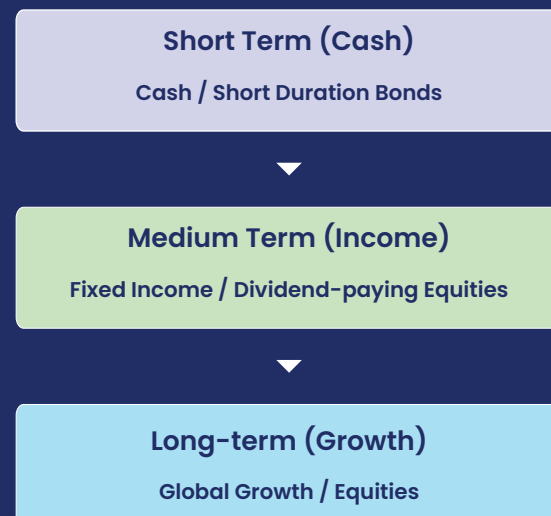 Short Term (Cash)
Cash / Short Duration Bonds
Medium Term (Income)
Fixed Income / Dividend-paying Equities
Long-term (Growth)
Global Growth / Equities